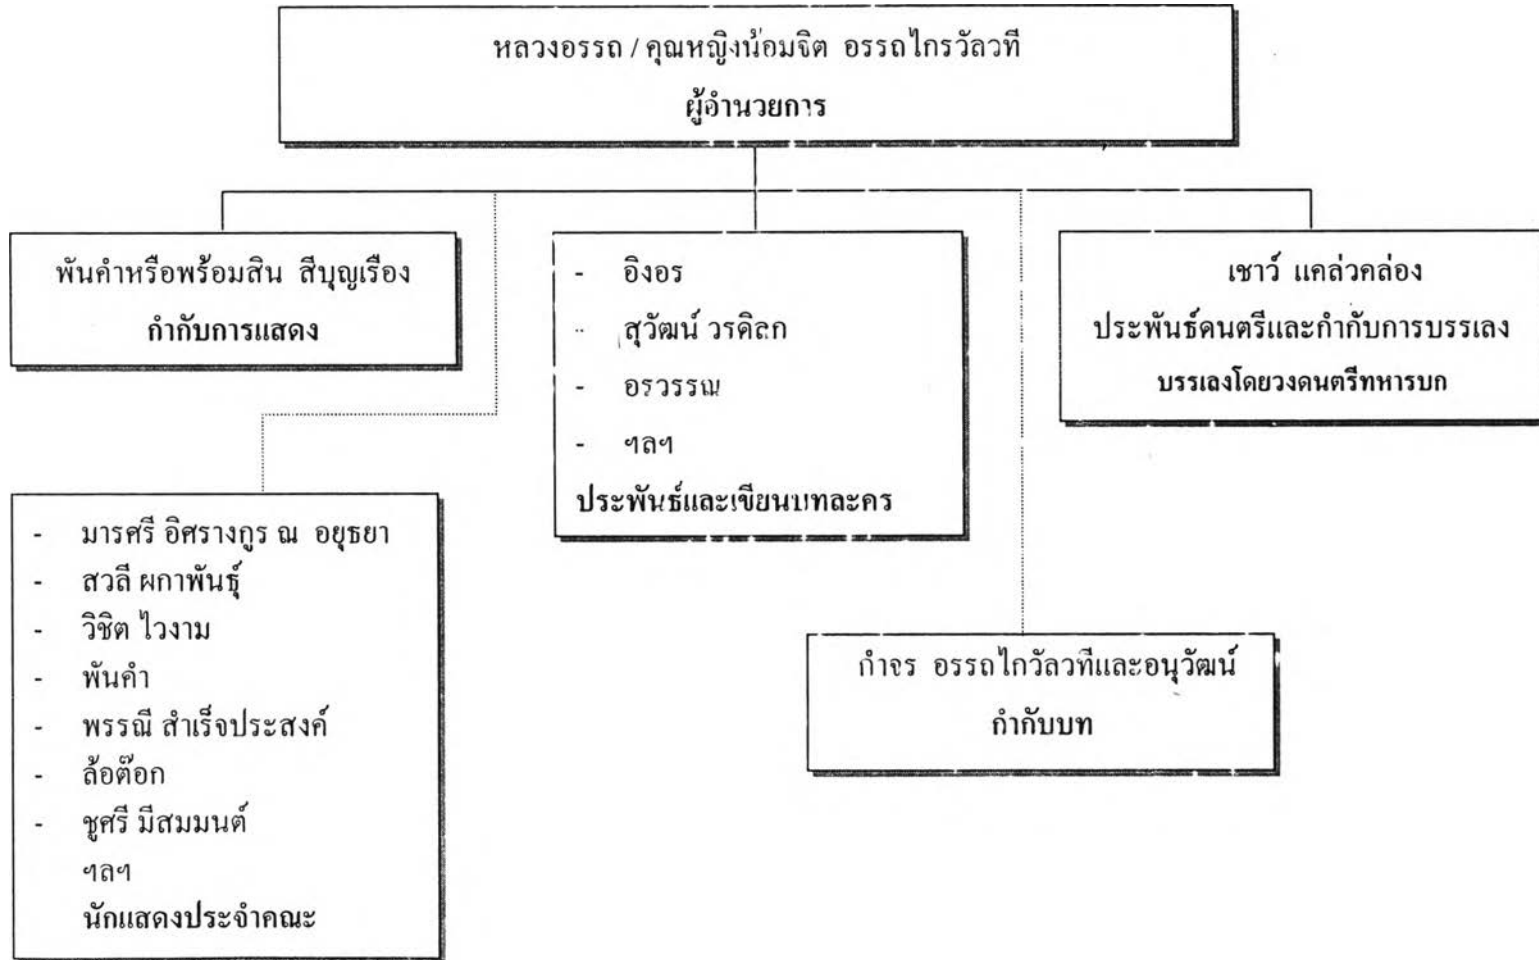 หลวงอรรถ / คุณหญิงน้อมจิต อรรถไกรวัลวที
ผู้อำนวยการ
พันคำหรือพร้อมสิน สีบุญเรือง
กำกับการแสดง
- อิงอร
- สุวัฒน์ วรดิลก
- อรวรรณ
- ฯลฯ
ประพันธ์และเขียนบทละคร
เชาว์ แคล่วคล่อง
ประพันธ์ดนตรีและกำกับการบรรเลง
บรรเลงโดยวงดนตรีทหารบก
- มารศรี อิศรางกูร ณ อยุธยา
- สวลี ผกาพันธุ์
- วิชิต ไวงาม
- พันคำ
- พรรณี สำเร็จประสงค์
- ล้อต๊อก
- ชูศรี มีสมมนต์
ฯลฯ
นักแสดงประจำคณะ
กำจร อรรถไกวัลวทีและอนุวัฒน์
กำกับบท